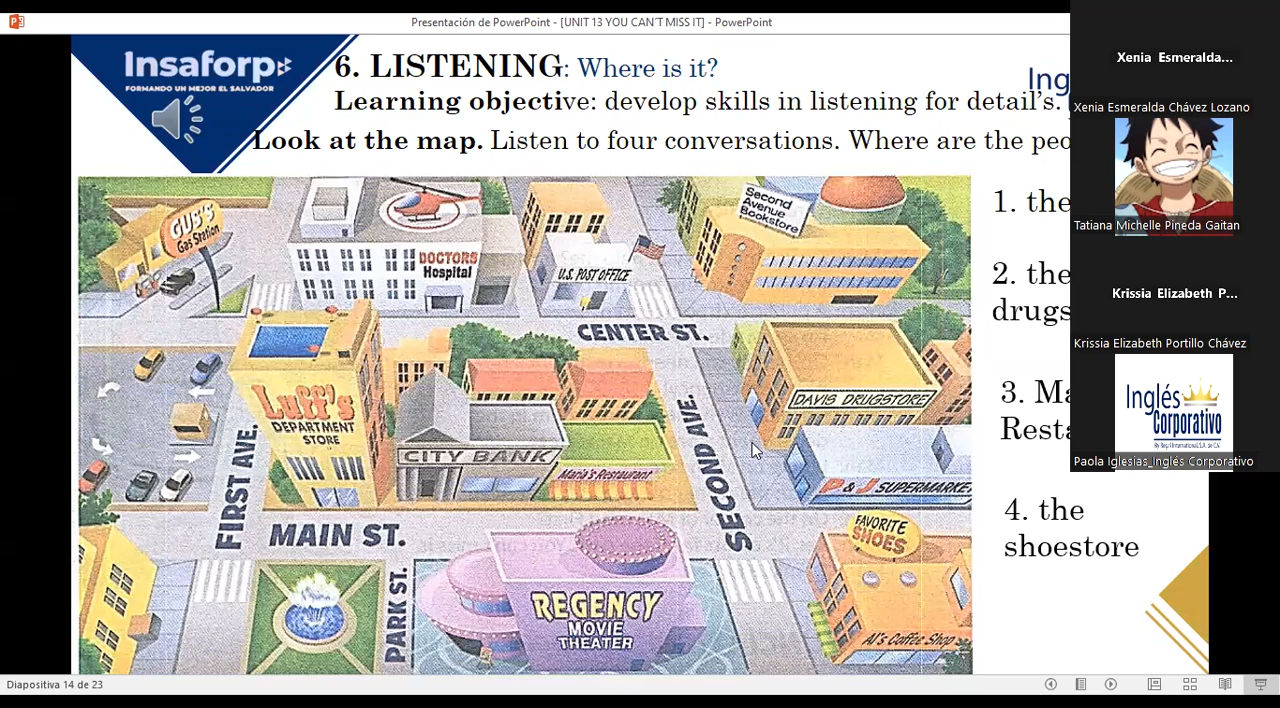 Presentación de PowerPoint - [UNIT 13 YOU CAN'T MISS IT] - PowerPoint
Insaforp
FORMANDO UN MEJOR EL SALVADOR
6. LISTENING: Where is it?
Ing
Learning objective: develop skills in listening for detail's.
Look at the map. Listen to four conversations. Where are the peo
GUS'S
Gas Station
DOCTORS
Hospital
U.S. POST OFFICE
Second
Avenue
Bookstore
CENTER ST.
Luff's
DEPARTMENT
STORE
CITY BANK
Maria's Restaurant
DAVIS DRUGSTORE
P & J SUPERMARKE
FIRST AVE.
SECOND AVE.
MAIN ST.
PARK ST.
FAVORITE
SHOES
REGENCY
MOVIE
THEATER
Al's Coffee Shop
1. the
2. the
drugs
3. Ma
Resta
4. the
shoestore
Xenia Esmeralda...
Xenia Esmeralda Chávez Lozano
Tatiana Michelle Pineda Gaitan
Krissia Elizabeth P...
Krissia Elizabeth Portillo Chávez
Inglés
Corporativo
Paola Iglesias_Inglés Corporativo
Diapositiva 14 de 23